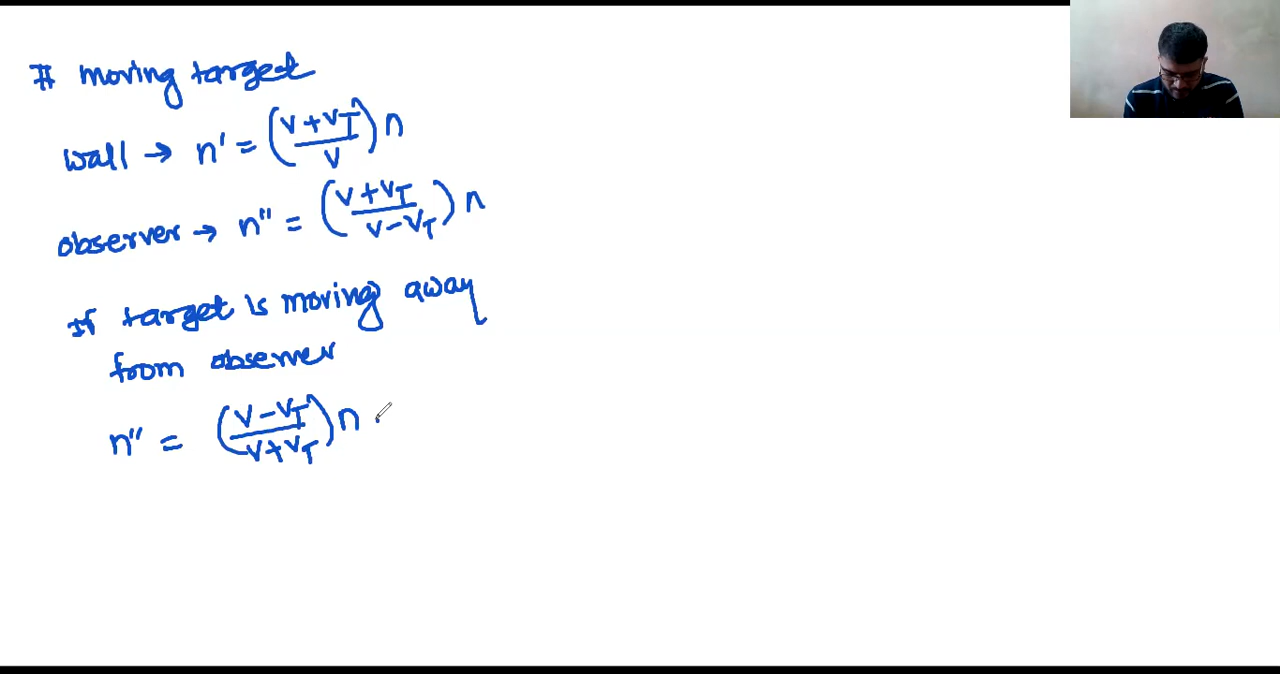 # moving target
wall → n' = (v+v_T / v) n
observer → n'' = (v+v_T / v-v_T) n
If target is moving away
from observer
n'' = (v-v_T / v+v_T) n